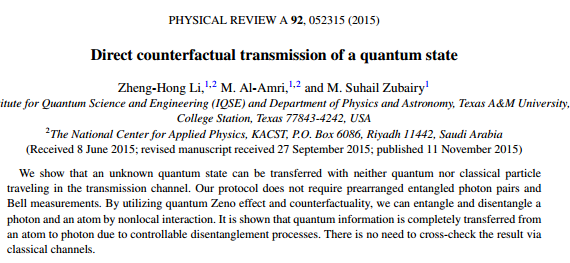 PHYSICAL REVIEW A 92, 052315 (2015)
Direct counterfactual transmission of a quantum state
Zheng-Hong Li,1,2 M. Al-Amri,1,2 and M. Suhail Zubairy1
itute for Quantum Science and Engineering (IQSE) and Department of Physics and Astronomy, Texas A&M University,
College Station, Texas 77843-4242, USA
2The National Center for Applied Physics, KACST, P.O. Box 6086, Riyadh 11442, Saudi Arabia
(Received 8 June 2015; revised manuscript received 27 September 2015; published 11 November 2015)
We show that an unknown quantum state can be transferred with neither quantum nor classical particle
traveling in the transmission channel. Our protocol does not require prearranged entangled photon pairs and
Bell measurements. By utilizing quantum Zeno effect and counterfactuality, we can entangle and disentangle a
photon and an atom by nonlocal interaction. It is shown that quantum information is completely transferred from
an atom to photon due to controllable disentanglement processes. There is no need to cross-check the result via
classical channels.